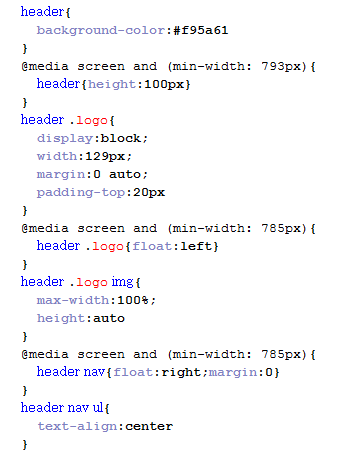 header{
background-color:#f95a61
}
@media screen and (min-width: 793px){
header{height:100px}
}
header .logo{
display:block;
width:129px;
margin:0 auto;
padding-top:20px
}
@media screen and (min-width: 785px){
header .logo{float:left}
}
header .logo img{
max-width:100%;
height:auto
}
@media screen and (min-width: 785px){
header nav{float:right;margin:0}
}
header nav ul{
text-align:center
}